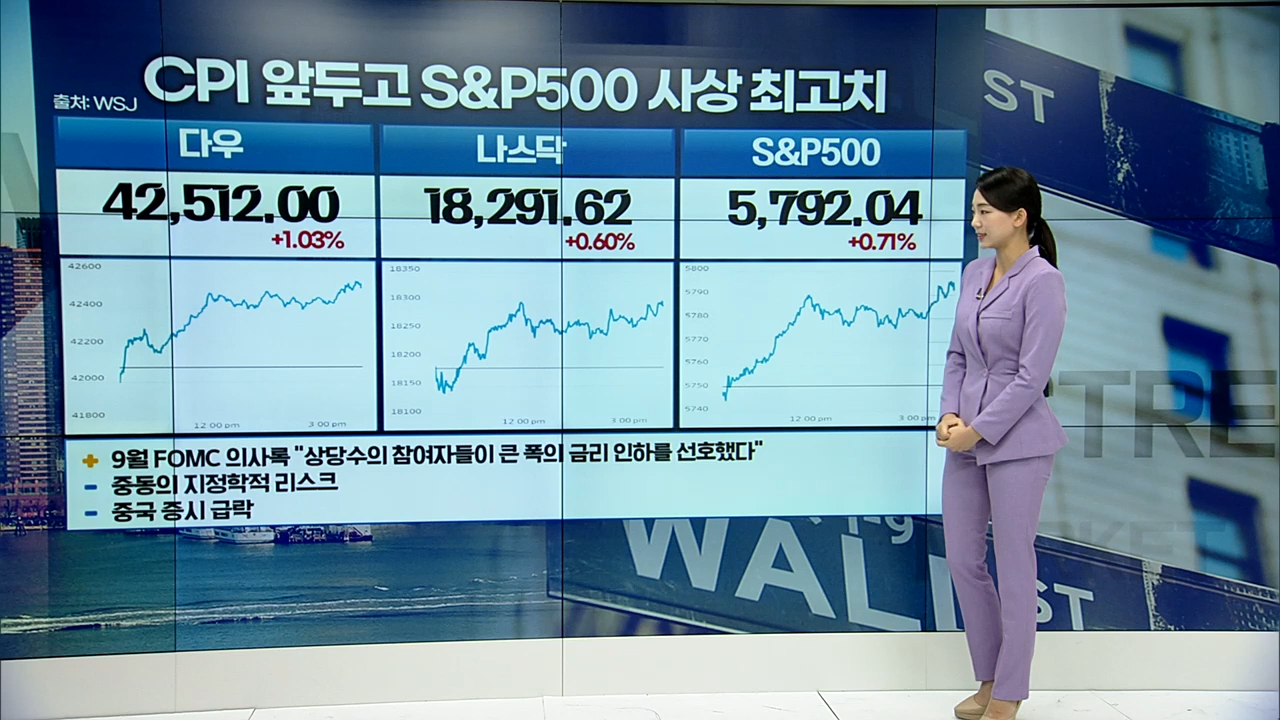 CPI 앞두고 S&P500 사상 최고치
출처: WSJ
다우
42,512.00
+1.03%
42600
42400
42200
42000
41800
12:00 pm
3:00 pm
나스닥
18,291.62
+0.60%
18350
18300
18250
18200
18150
18100
12:00 pm
3:00 pm
S&P500
5,792.04
+0.71%
5800
5790
5780
5770
5760
5750
5740
12:00 pm
3:00 pm
+ 9월 FOMC 의사록 "상당수의 참여자들이 큰 폭의 금리 인하를 선호했다"
- 중동의 지정학적 리스크
- 중국 증시 급락
ST
WALL ST